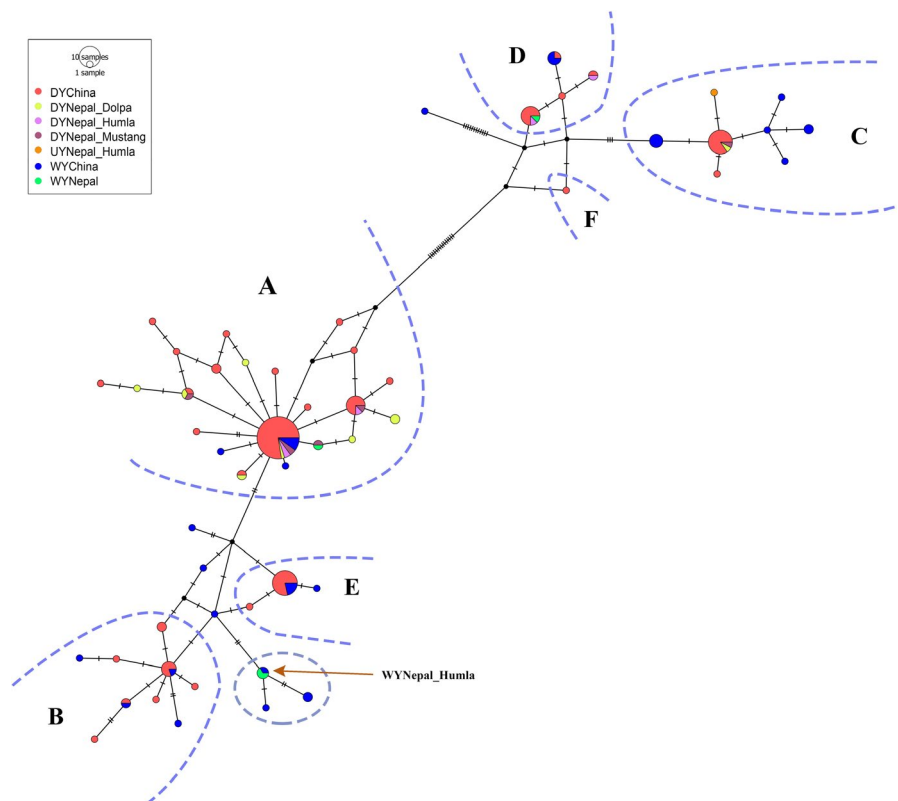 10 samples
1 sample
DYChina
DYNepal_Dolpa
DYNepal_Humla
DYNepal_Mustang
UYNepal_Humla
WYChina
WYNepal
D
C
F
A
E
WYNepal_Humla
B